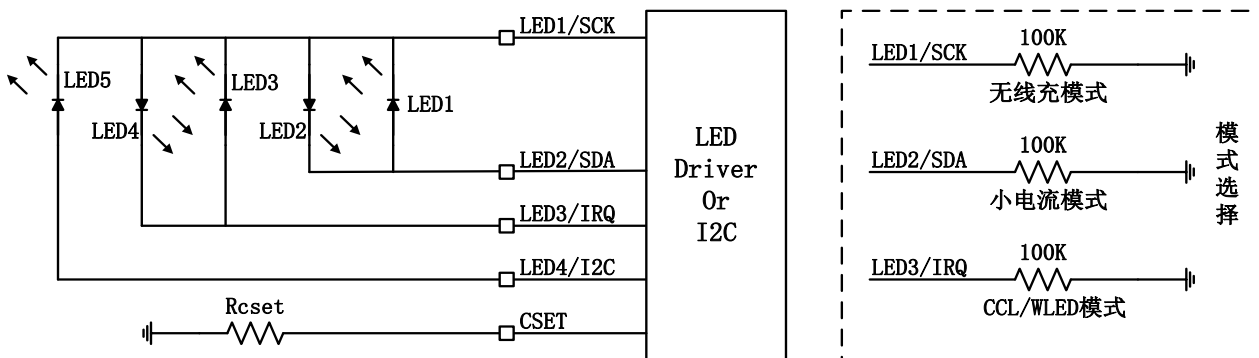 LED5
LED4
LED3
LED2
LED1
LED1/SCK
LED2/SDA
LED3/IRQ
LED4/I2C
Rcset
CSET
LED
Driver
Or
I2C
LED1/SCK
100K
无线充模式
LED2/SDA
100K
小电流模式
LED3/IRQ
100K
CCL/WLED模式
模
式
选
择